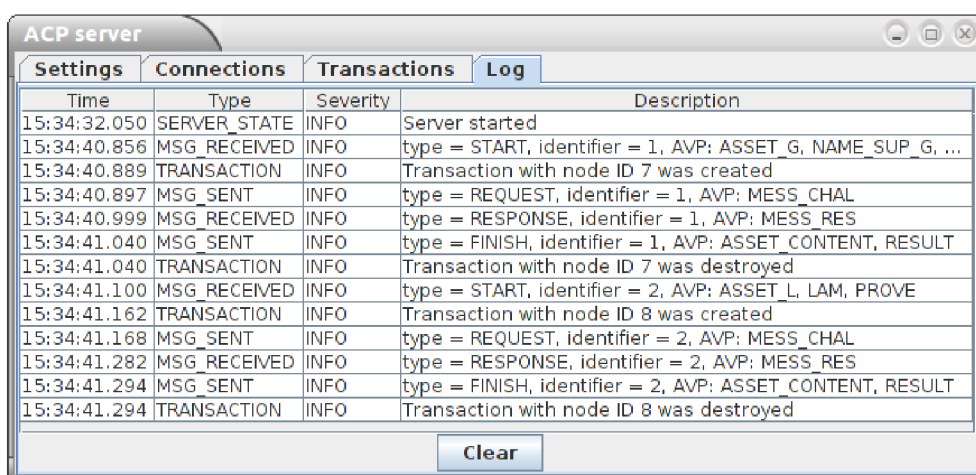 ACP server
Settings Connections Transactions Log
Time Type Severity Description
15:34:32.050 SERVER_STATE INFO Server started
15:34:40.856 MSG_RECEIVED INFO type = START, identifier = 1, AVP: ASSET_G, NAME_SUP_G, ...
15:34:40.889 TRANSACTION INFO Transaction with node ID 7 was created
15:34:40.897 MSG_SENT INFO type = REQUEST, identifier = 1, AVP: MESS_CHAL
15:34:40.999 MSG_RECEIVED INFO type = RESPONSE, identifier = 1, AVP: MESS_RES
15:34:41.040 MSG_SENT INFO type = FINISH, identifier = 1, AVP: ASSET_CONTENT, RESULT
15:34:41.040 TRANSACTION INFO Transaction with node ID 7 was destroyed
15:34:41.100 MSG_RECEIVED INFO type = START, identifier = 2, AVP: ASSET_L, LAM, PROVE
15:34:41.162 TRANSACTION INFO Transaction with node ID 8 was created
15:34:41.168 MSG_SENT INFO type = REQUEST, identifier = 2, AVP: MESS_CHAL
15:34:41.282 MSG_RECEIVED INFO type = RESPONSE, identifier = 2, AVP: MESS_RES
15:34:41.294 MSG_SENT INFO type = FINISH, identifier = 2, AVP: ASSET_CONTENT, RESULT
15:34:41.294 TRANSACTION INFO Transaction with node ID 8 was destroyed
Clear